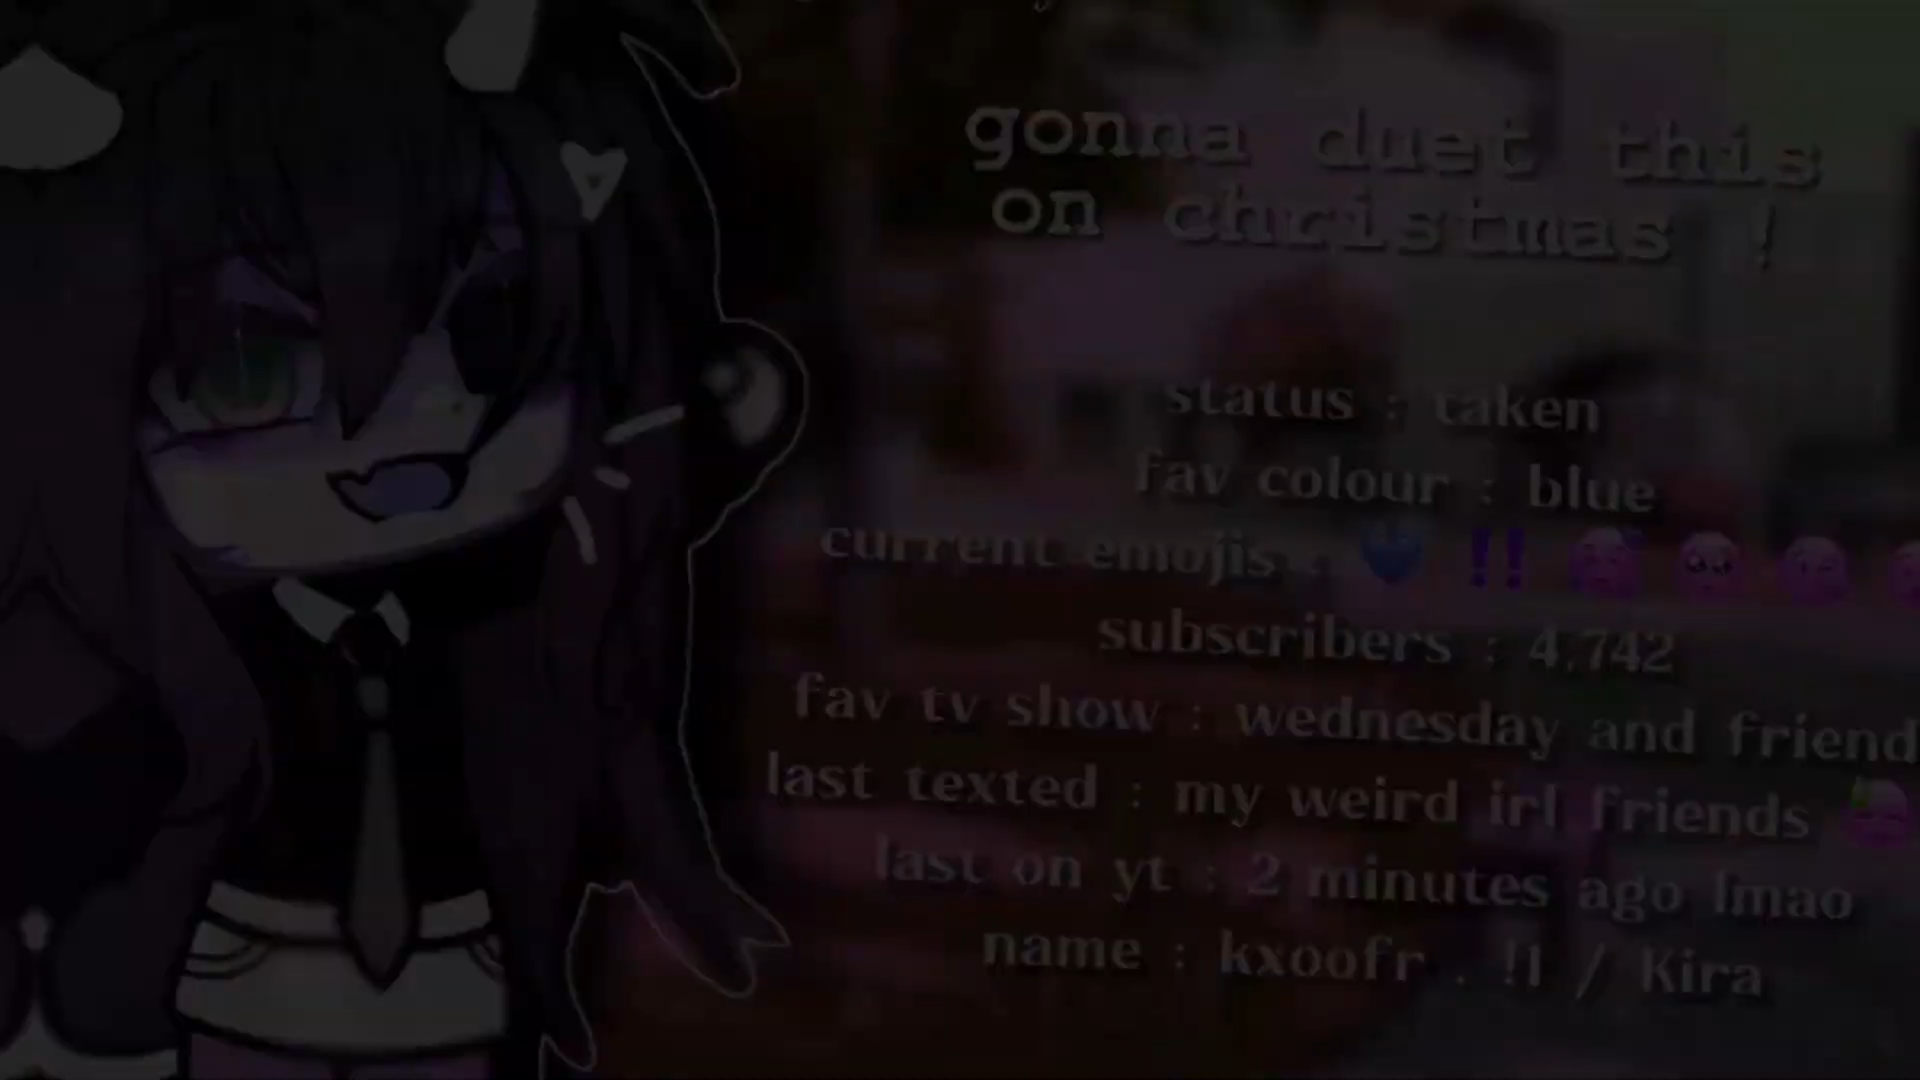 gonna duet this
on christmas !
status : taken
fav colour : blue
current emojis : 💙 ‼️
subscribers : 4,742
fav tv show : wednesday and friend
last texted : my weird irl friends
last on yt : 2 minutes ago lmao
name : kxoofr . !! / Kira